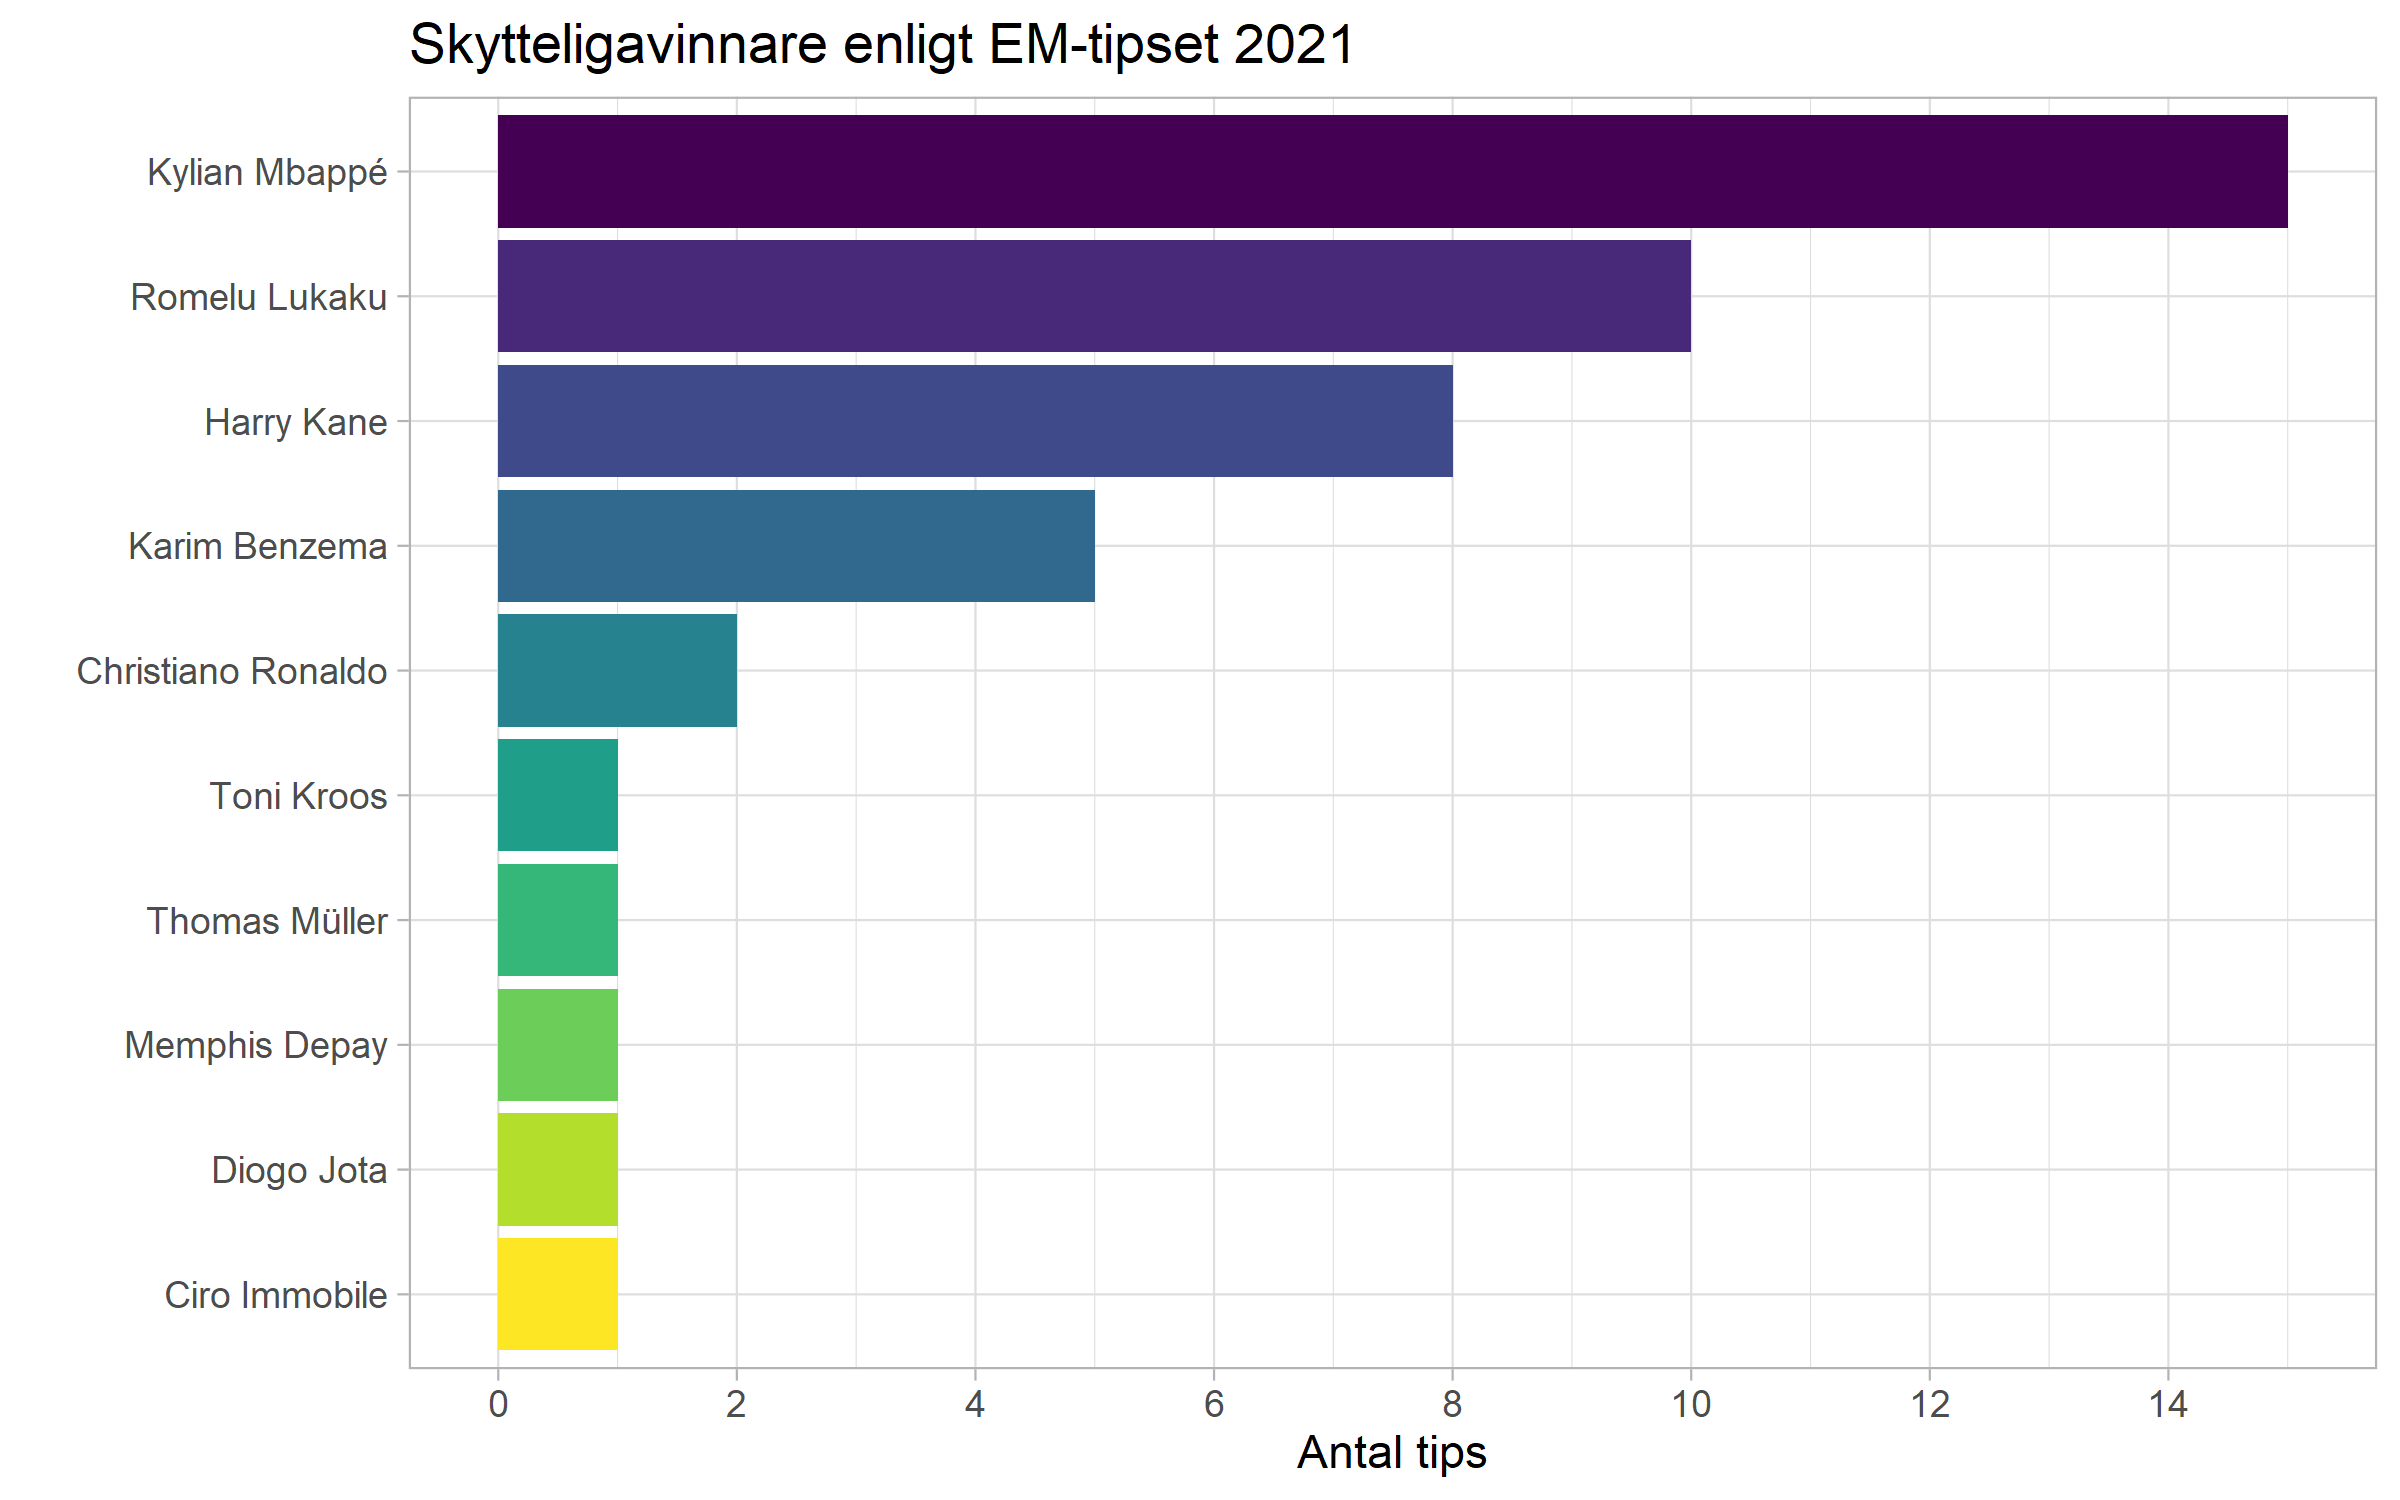 Skytteligavinnare enligt EM-tipset 2021
Kylian Mbappé
Romelu Lukaku
Harry Kane
Karim Benzema
Christiano Ronaldo
Toni Kroos
Thomas Müller
Memphis Depay
Diogo Jota
Ciro Immobile
0 2 4 6 8 10 12 14
Antal tips